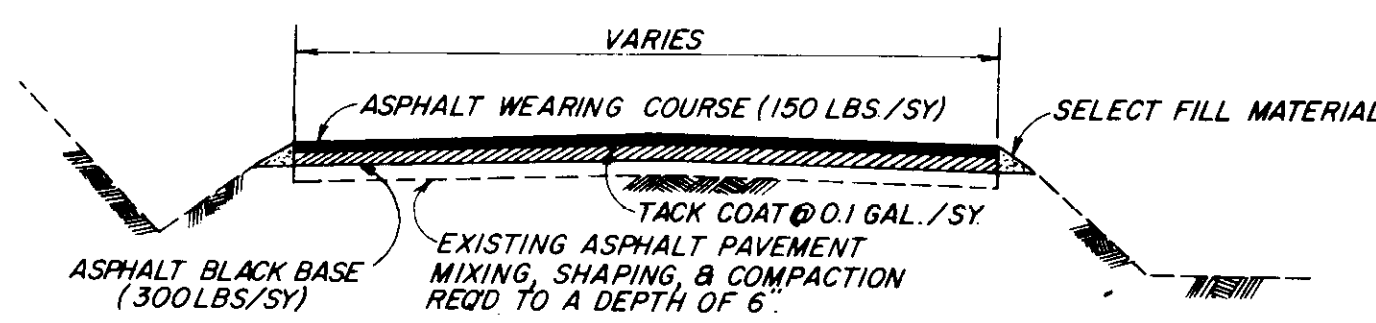 VARIES
ASPHALT WEARING COURSE (150 LBS./SY)
SELECT FILL MATERIAL
TACK COAT @ 0.1 GAL./SY.
EXISTING ASPHALT PAVEMENT
MIXING, SHAPING, & COMPACTION
REQ'D TO A DEPTH OF 6".
ASPHALT BLACK BASE
(300 LBS/SY)